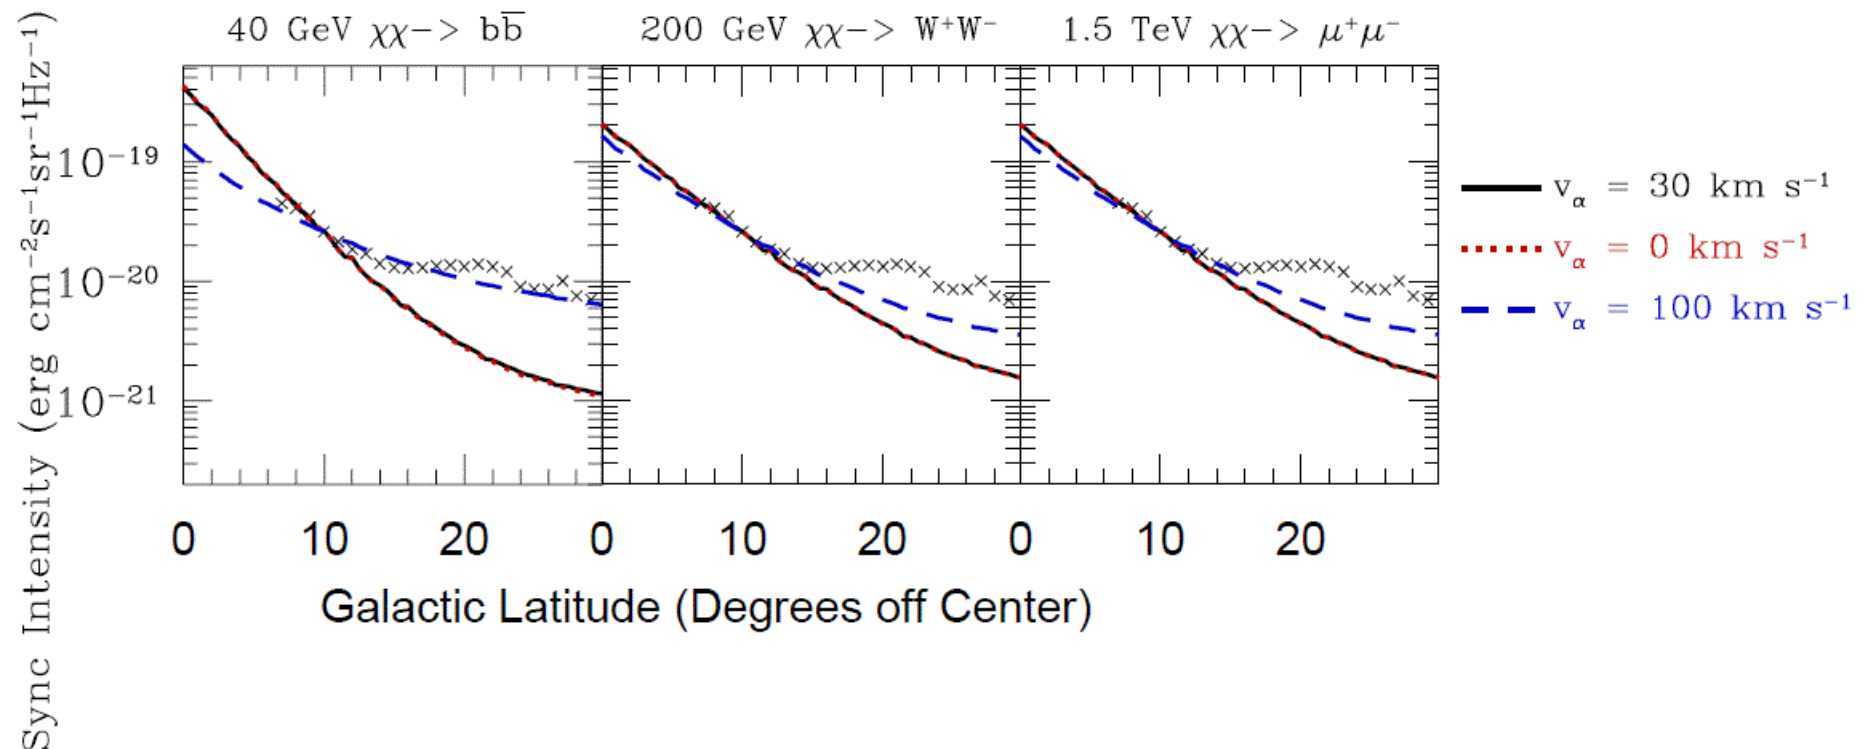 40 GeV χχ−> bb̅
200 GeV χχ−> W⁺W⁻
1.5 TeV χχ−> μ⁺μ⁻
Sync Intensity (erg cm⁻²s⁻¹sr⁻¹Hz⁻¹)
10⁻¹⁹
10⁻²⁰
10⁻²¹
vα = 30 km s⁻¹
vα = 0 km s⁻¹
vα = 100 km s⁻¹
0 10 20 0 10 20 0 10 20
Galactic Latitude (Degrees off Center)